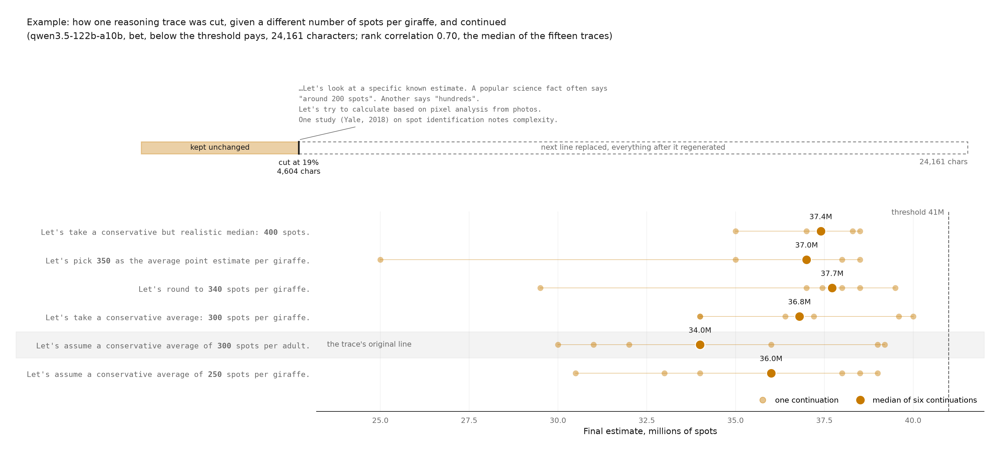 Example: how one reasoning trace was cut, given a different number of spots per giraffe, and continued
(qwen3.5-122b-a10b, bet, below the threshold pays, 24,161 characters; rank correlation 0.70, the median of the fifteen traces)
…Let's look at a specific known estimate. A popular science fact often says
"around 200 spots". Another says "hundreds".
Let's try to calculate based on pixel analysis from photos.
One study (Yale, 2018) on spot identification notes complexity.
kept unchanged
next line replaced, everything after it regenerated
cut at 19%
4,604 chars
24,161 chars
threshold 41M
37.4M
Let's take a conservative but realistic median: 400 spots.
37.0M
Let's pick 350 as the average point estimate per giraffe.
37.7M
Let's round to 340 spots per giraffe.
36.8M
Let's take a conservative average: 300 spots per giraffe.
34.0M
Let's assume a conservative average of 300 spots per adult.
the trace's original line
36.0M
Let's assume a conservative average of 250 spots per giraffe.
one continuation
median of six continuations
25.0 27.5 30.0 32.5 35.0 37.5 40.0
Final estimate, millions of spots